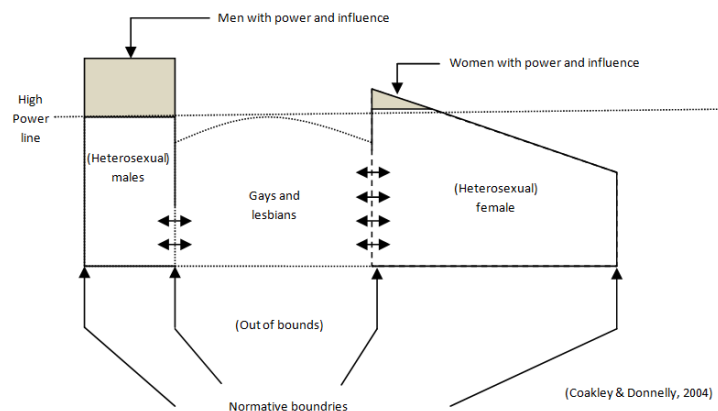 Men with power and influence
Women with power and influence
High
Power
line
(Heterosexual)
males
Gays and
lesbians
(Heterosexual)
female
(Out of bounds)
(Coakley & Donnelly, 2004)
Normative boundries